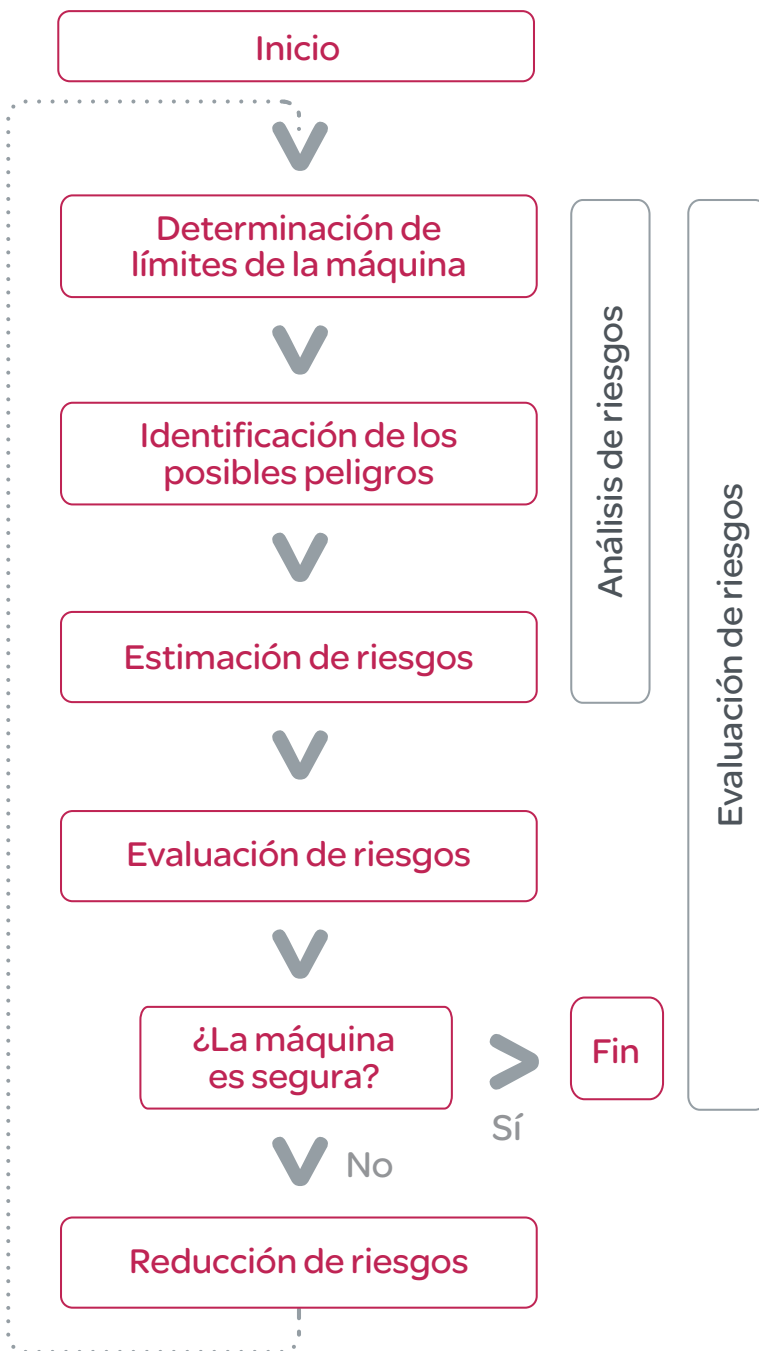 Inicio
Determinación de
límites de la máquina
Identificación de los
posibles peligros
Estimación de riesgos
Evaluación de riesgos
¿La máquina
es segura?
Sí
Fin
No
Reducción de riesgos
Análisis de riesgos
Evaluación de riesgos